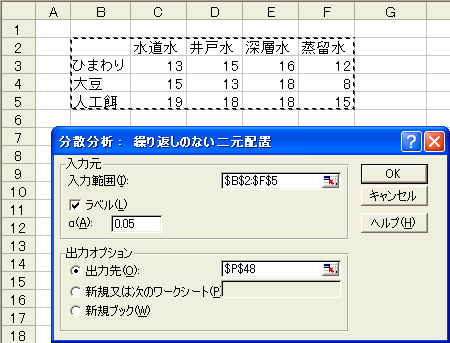 A B C D E F G
1
2 水道水 井戸水 深層水 蒸留水
3 ひまわり 13 15 16 12
4 大豆 15 13 18 8
5 人工餌 19 18 18 15
6
7
8
9
10
11
12
13
14
15
16
17
18
分散分析： 繰り返しのない二元配置
入力元
入力範囲(I): $B$2:$F$5
ラベル(L)
α(A): 0.05
OK
キャンセル
ヘルプ(H)
出力オプション
出力先(O): $P$48
新規又は次のワークシート(P)
新規ブック(W)